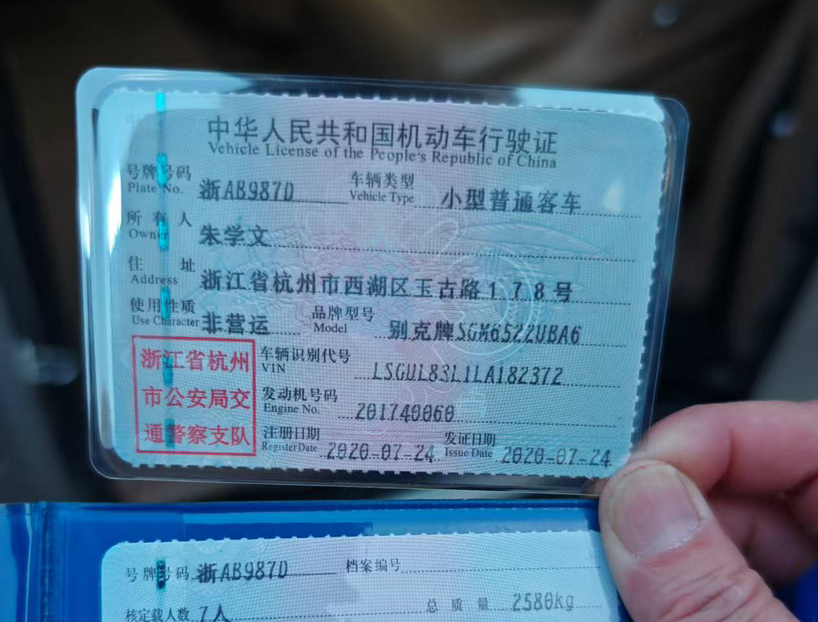 中华人民共和国机动车行驶证
Vehicle License of the People's Republic of China
号牌号码 Plate No. 浙AB987D 车辆类型 Vehicle Type 小型普通客车
所有人 Owner 朱学文
住址 Address 浙江省杭州市西湖区玉古路178号
使用性质 Use Character 非营运 品牌型号 Model 别克牌SGM6522UBA6
浙江省杭州市公安局交通警察支队
车辆识别代号 VIN LSGUL83L1LA182372
发动机号码 Engine No. 201740060
注册日期 Register Date 2020-07-24 发证日期 Issue Date 2020-07-24
号牌号码 浙AB987D 档案编号
核定载人数 7人 总质量 2580kg